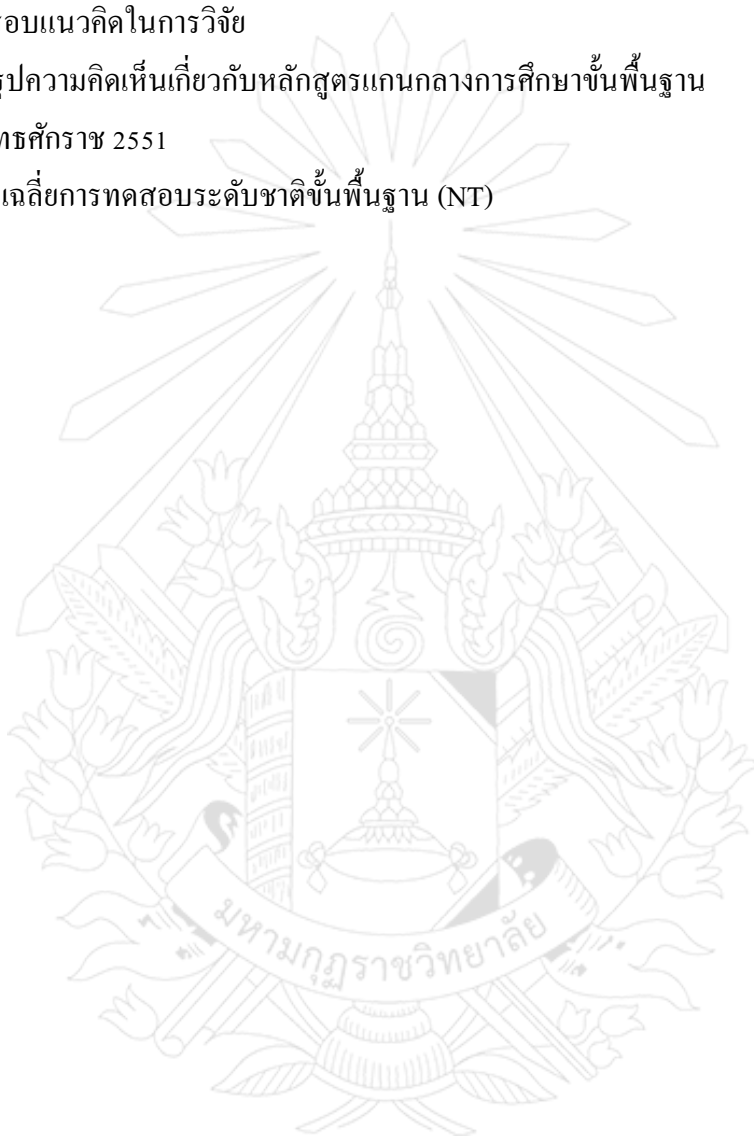 อบแนวคิดในการวิจัย
ุปความคิดเห็นเกี่ยวกับหลักสูตรแกนกลางการศึกษาขั้นพื้นฐาน
ทธศักราช 2551
เฉลี่ยการทดสอบระดับชาติขั้นพื้นฐาน (NT)
มหามกุฏราชวิทยาลัย